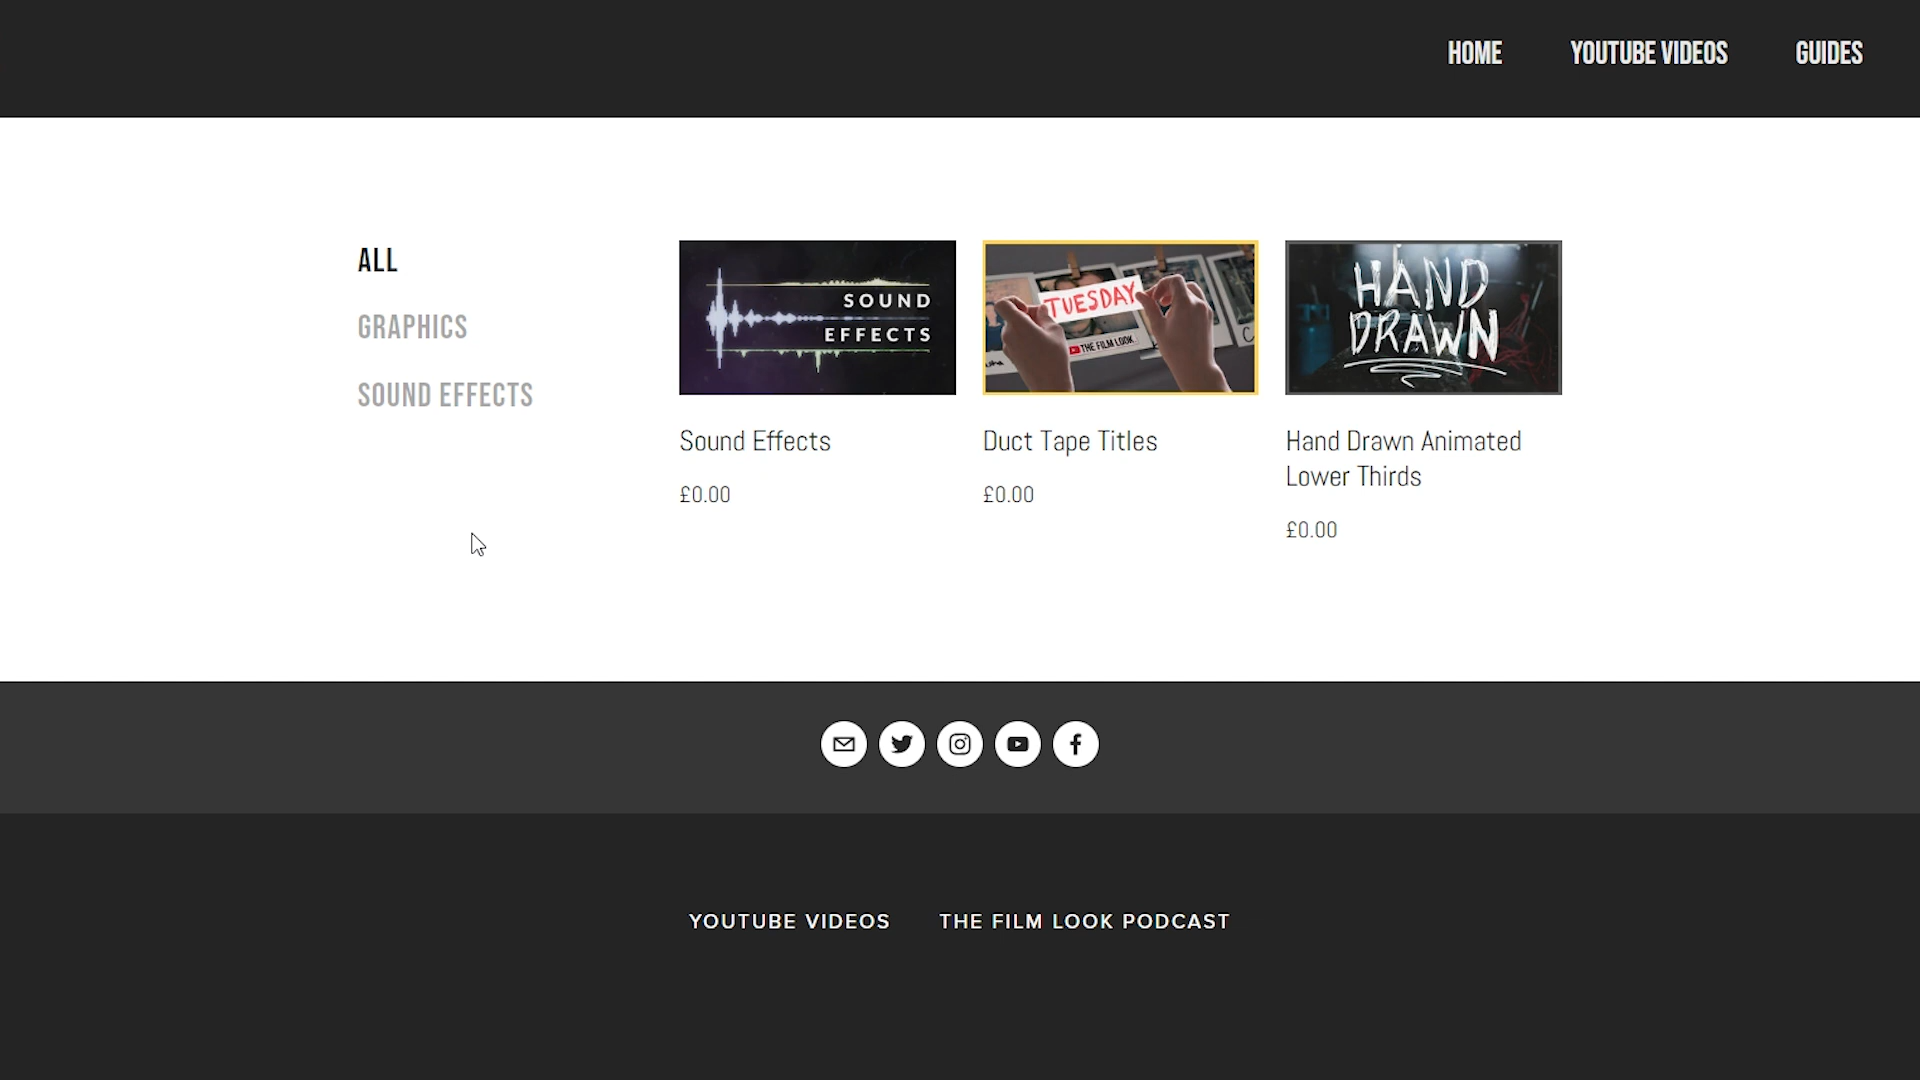 HOME YOUTUBE VIDEOS GUIDES
ALL
GRAPHICS
SOUND EFFECTS
SOUND
EFFECTS
TUESDAY
THE FILM LOOK
HAND
DRAWN
Sound Effects
£0.00
Duct Tape Titles
£0.00
Hand Drawn Animated
Lower Thirds
£0.00
YOUTUBE VIDEOS THE FILM LOOK PODCAST